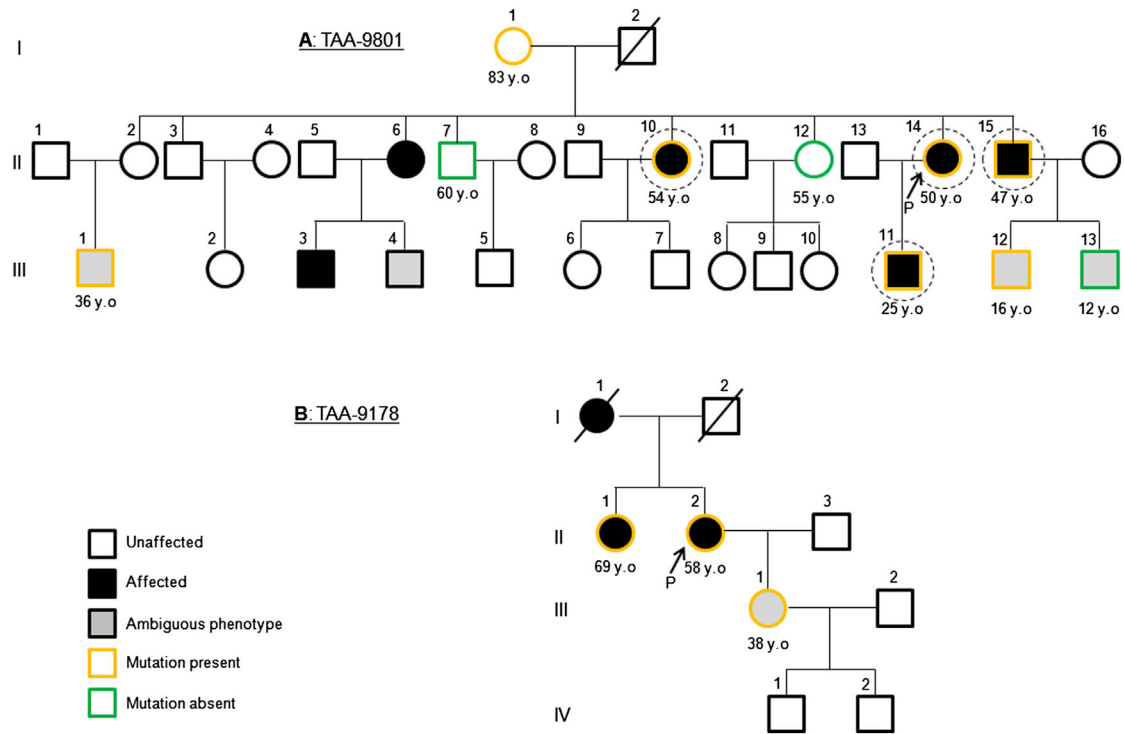 1 2
I A: TAA-9801
83 y.o
1 2 3 4 5 6 7 8 9 10 11 12 13 14 15 16
II
60 y.o 54 y.o 55 y.o P 50 y.o 47 y.o
1 2 3 4 5 6 7 8 9 10 11 12 13
III
36 y.o 25 y.o 16 y.o 12 y.o
1 2
B: TAA-9178 I
1 2 3
Unaffected II
69 y.o P 58 y.o
Affected 1 2
Ambiguous phenotype III
38 y.o
Mutation present
1 2
Mutation absent IV